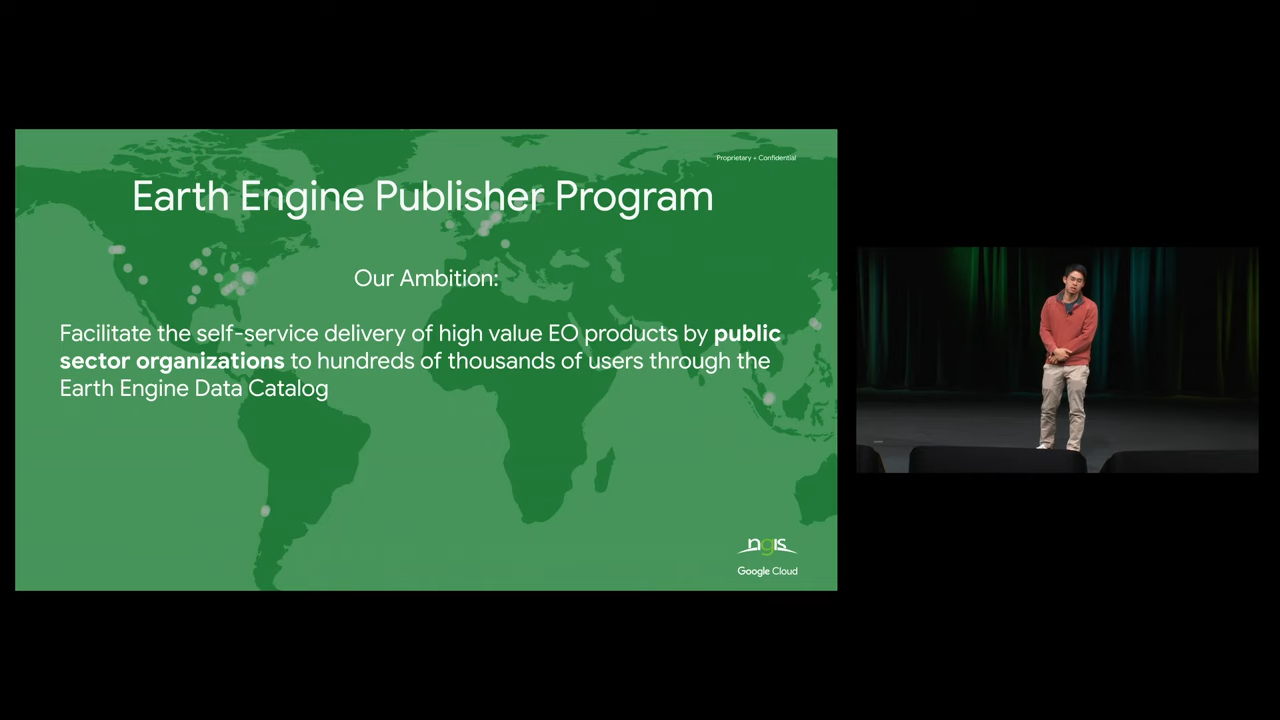 Proprietary + Confidential
Earth Engine Publisher Program
Our Ambition:
Facilitate the self-service delivery of high value EO products by public
sector organizations to hundreds of thousands of users through the
Earth Engine Data Catalog
ngis
Google Cloud